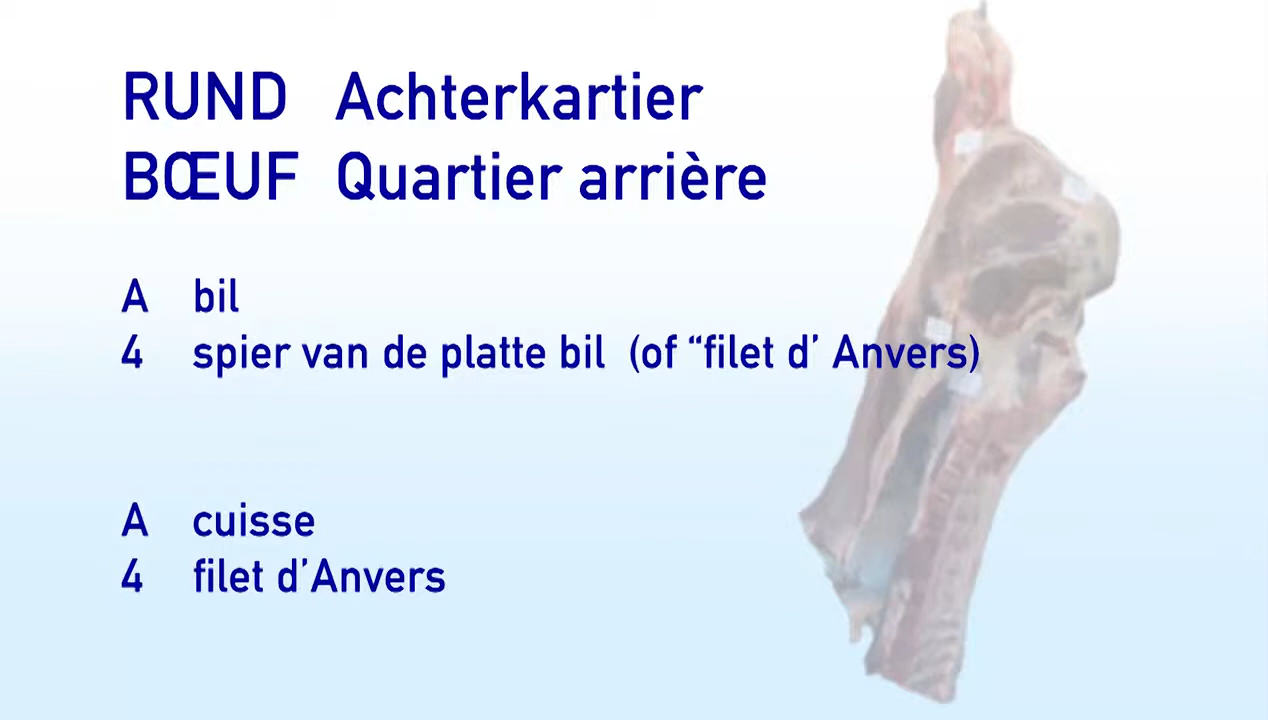 RUND Achterkartier
BŒUF Quartier arrière
A bil
4 spier van de platte bil (of “filet d’ Anvers)
A cuisse
4 filet d’Anvers